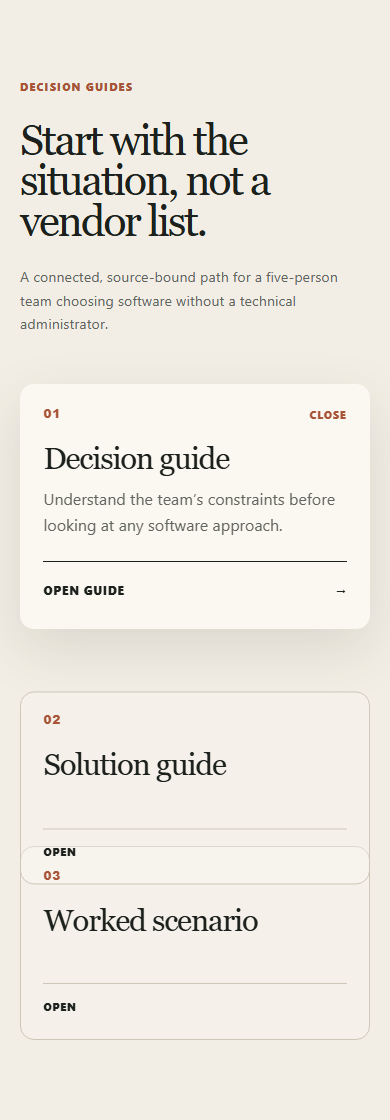 DECISION GUIDES
Start with the
situation, not a
vendor list.
A connected, source-bound path for a five-person
team choosing software without a technical
administrator.
01
CLOSE
Decision guide
Understand the team’s constraints before
looking at any software approach.
OPEN GUIDE →
02
Solution guide
OPEN
03
Worked scenario
OPEN